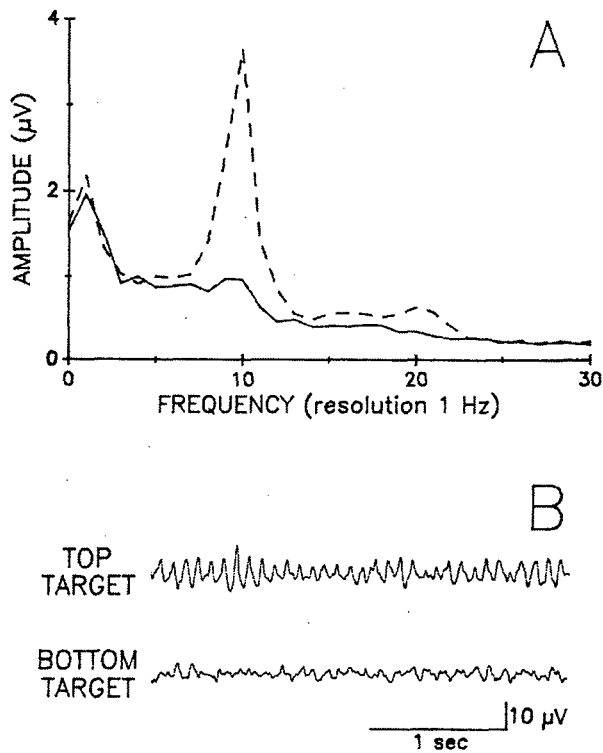 A
4
2
0
AMPLITUDE (µV)
0 10 20 30
FREQUENCY (resolution 1 Hz)
B
TOP
TARGET
BOTTOM
TARGET
10 µV
1 sec